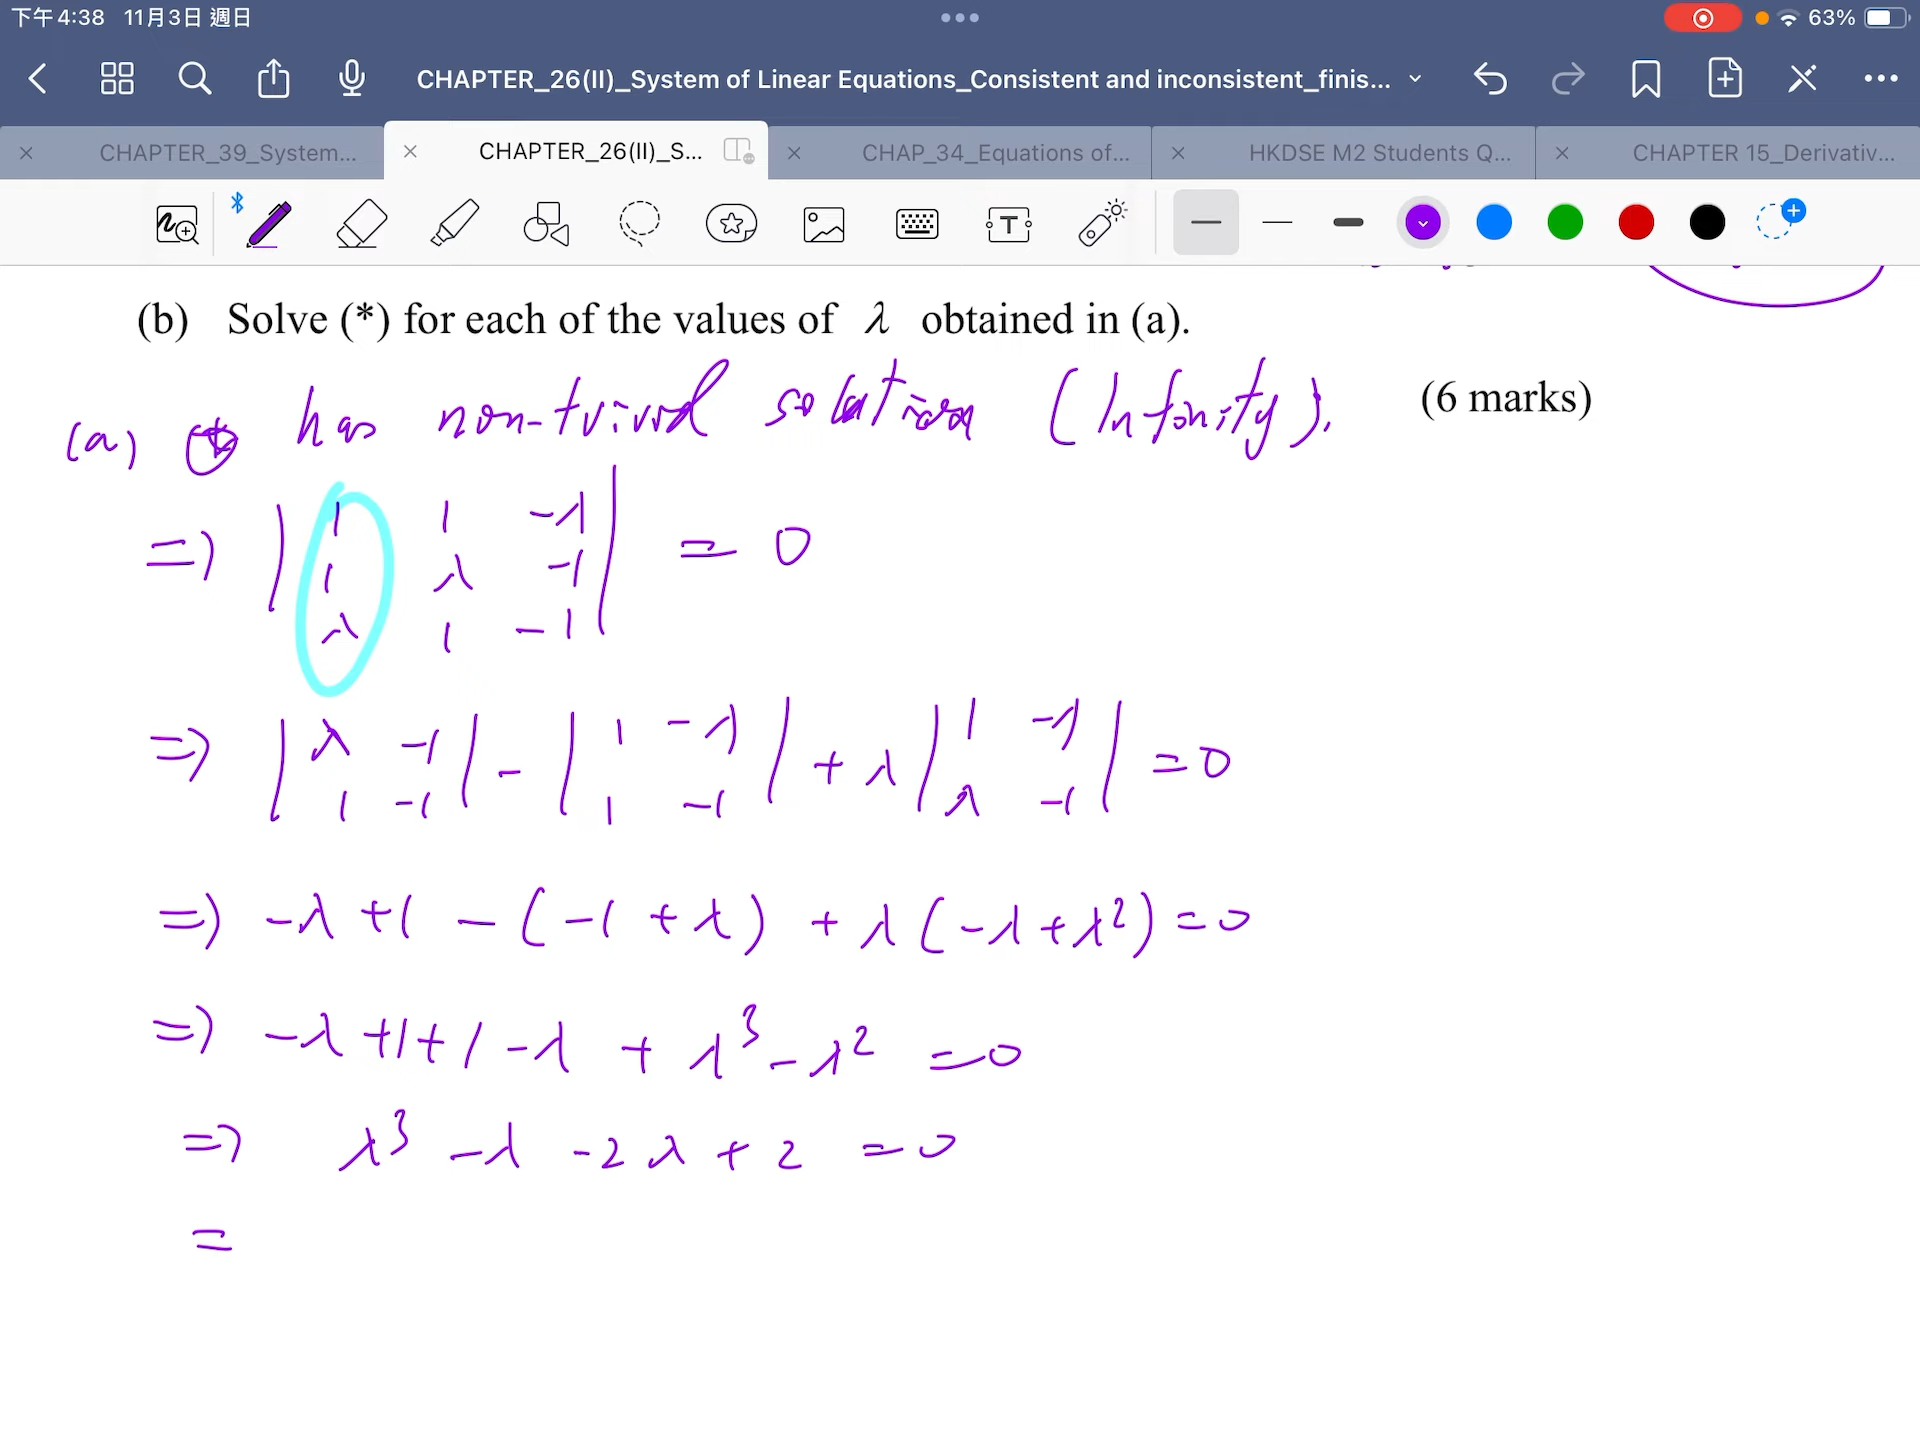 下午4:38 11月3日 週日 63%
CHAPTER_26(II)_System of Linear Equations_Consistent and inconsistent_finis...
CHAPTER_39_System... CHAPTER_26(II)_S... CHAP_34_Equations of... HKDSE M2 Students Q... CHAPTER 15_Derivativ...
(b) Solve (*) for each of the values of λ obtained in (a).
(6 marks)
(a) (*) has non-trivial solution (Infinity).
=> | 1 1 -λ |
| 1 λ -1 | = 0
| λ 1 -1 |
=> | λ -1 | - | 1 -λ | + λ | 1 -λ | = 0
| 1 -1 | | 1 -1 | | λ -1 |
=> -λ + 1 - (-1 + λ) + λ(-λ + λ²) = 0
=> -λ + 1 + 1 - λ + λ³ - λ² = 0
=> λ³ - λ - 2λ + 2 = 0
=